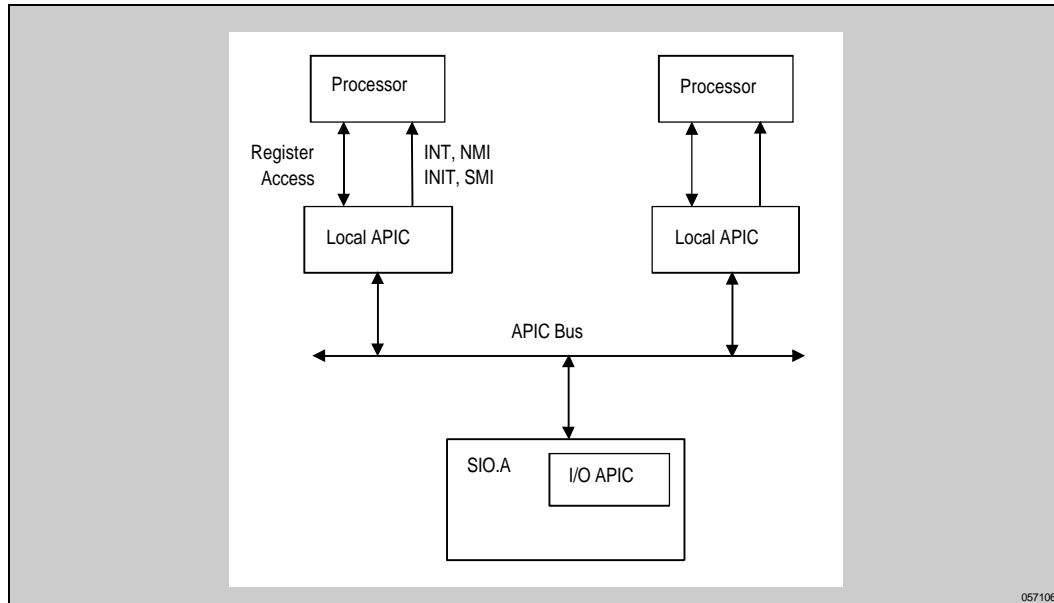 Processor
Processor
Register
Access
INT, NMI
INIT, SMI
Local APIC
Local APIC
APIC Bus
SIO.A
I/O APIC
057106